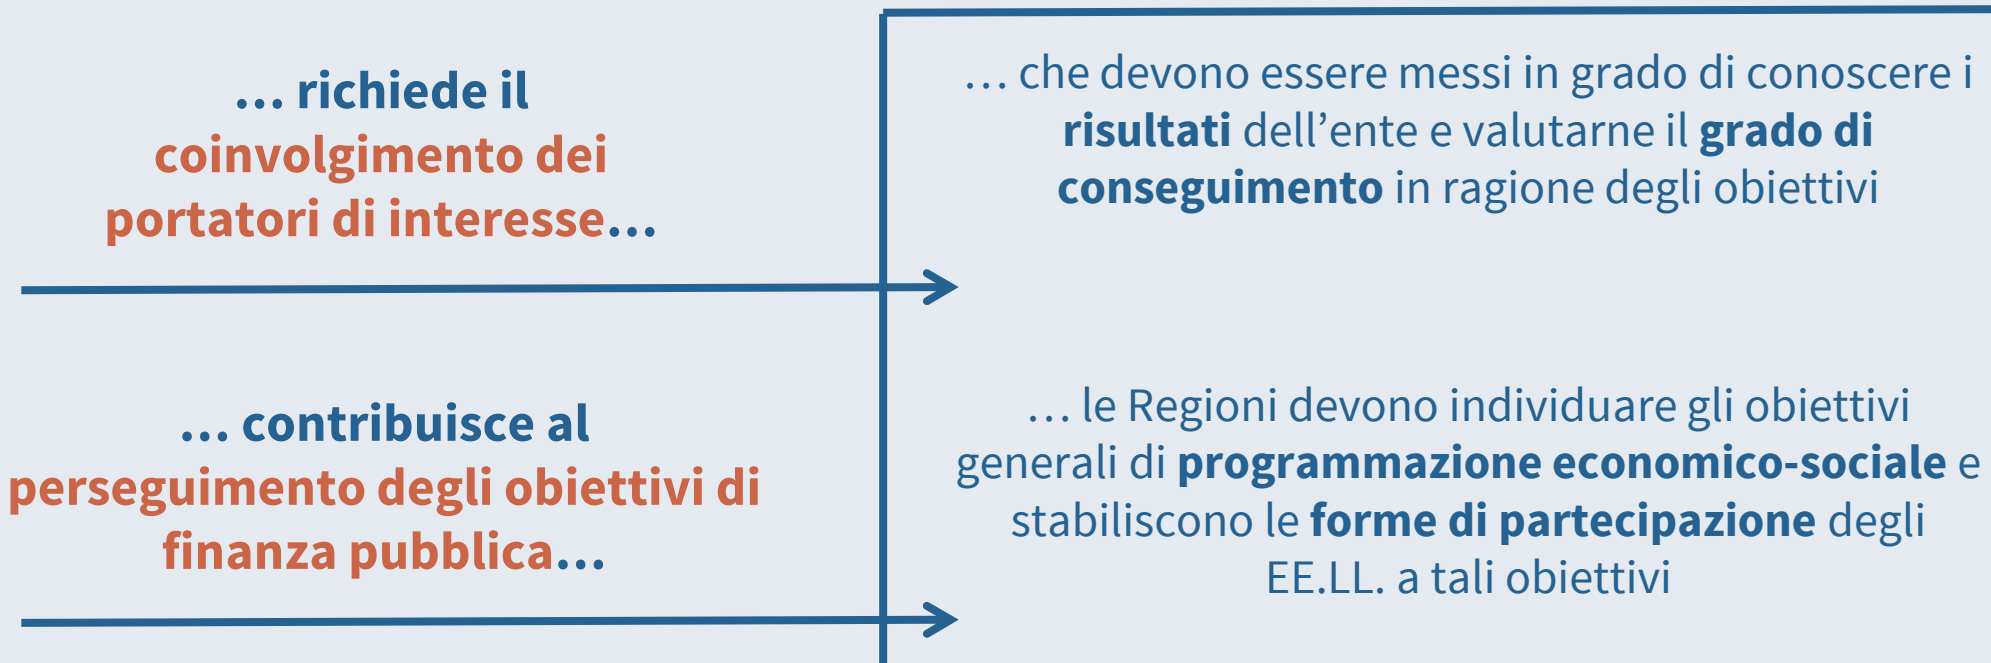 … richiede il
coinvolgimento dei
portatori di interesse…
… che devono essere messi in grado di conoscere i
risultati dell’ente e valutarne il grado di
conseguimento in ragione degli obiettivi
… contribuisce al
perseguimento degli obiettivi di
finanza pubblica…
… le Regioni devono individuare gli obiettivi
generali di programmazione economico-sociale e
stabiliscono le forme di partecipazione degli
EE.LL. a tali obiettivi